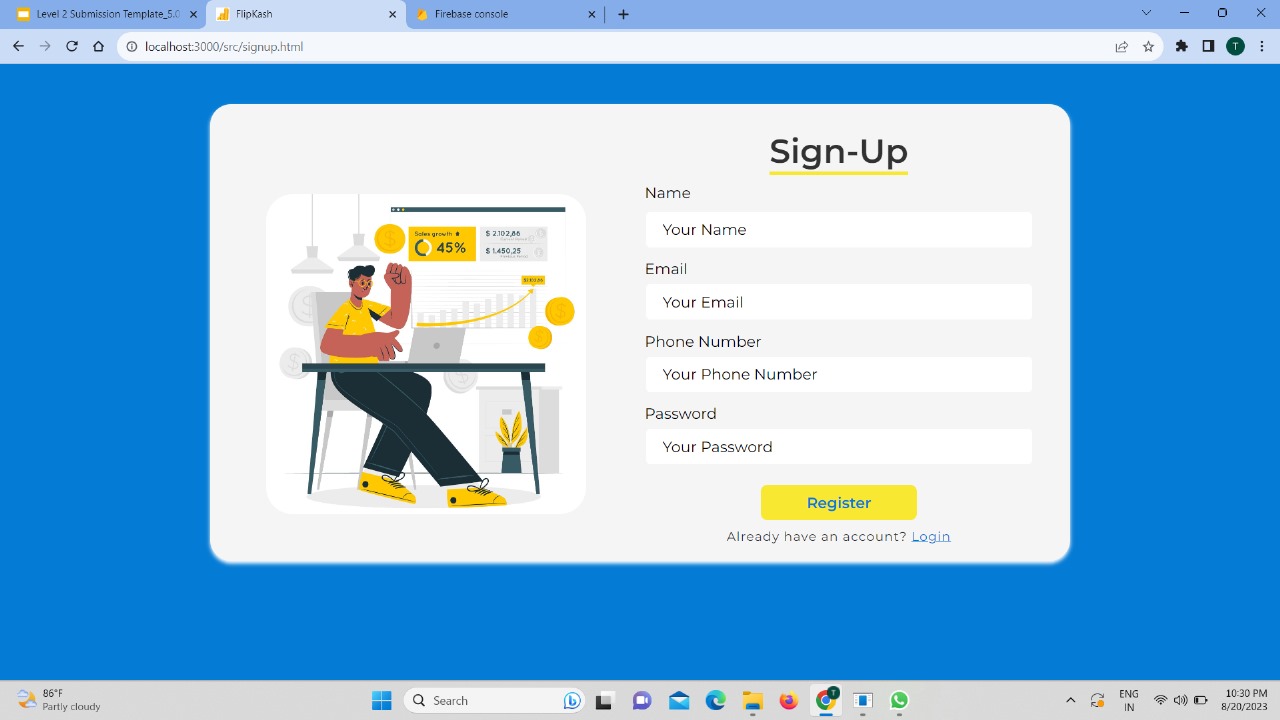 Level 2 Submission Template_5.0
FlipKash
Firebase console
localhost:3000/src/signup.html
T
Sign-Up
Name
Your Name
Email
Your Email
Phone Number
Your Phone Number
Password
Your Password
Register
Already have an account? Login
Sales growth
45%
$ 2.102,86
$ 1.450,25
86°F
Partly cloudy
Search
T
ENG
IN
10:30 PM
8/20/2023